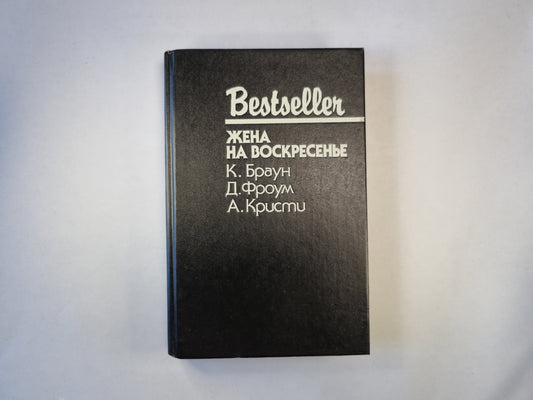 Bestseller
ЖЕНА
НА ВОСКРЕСЕНЬЕ
К. Браун
Д. Фроум
А. Кристи